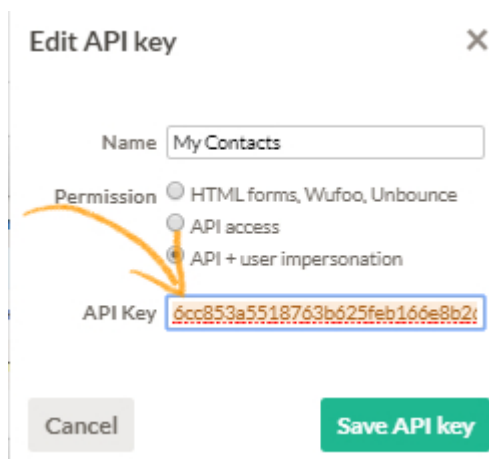 Edit API key
Name My Contacts
Permission HTML forms, Wufoo, Unbounce
API access
API + user impersonation
API Key 6cc853a5518763b625feb166e8b2
Cancel Save API key